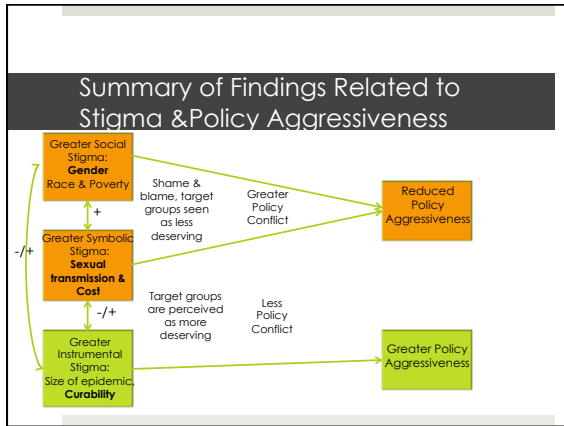 Summary of Findings Related to
Stigma &Policy Aggressiveness
Greater Social
Stigma:
Gender
Race & Poverty
Shame &
blame, target
groups seen
as less
deserving
Greater
Policy
Conflict
Reduced
Policy
Aggressiveness
+
-/+
Greater Symbolic
Stigma:
Sexual
transmission &
Cost
-/+
Target groups
are perceived
as more
deserving
Less
Policy
Conflict
Greater
Instrumental
Stigma:
Size of epidemic,
Curability
Greater Policy
Aggressiveness